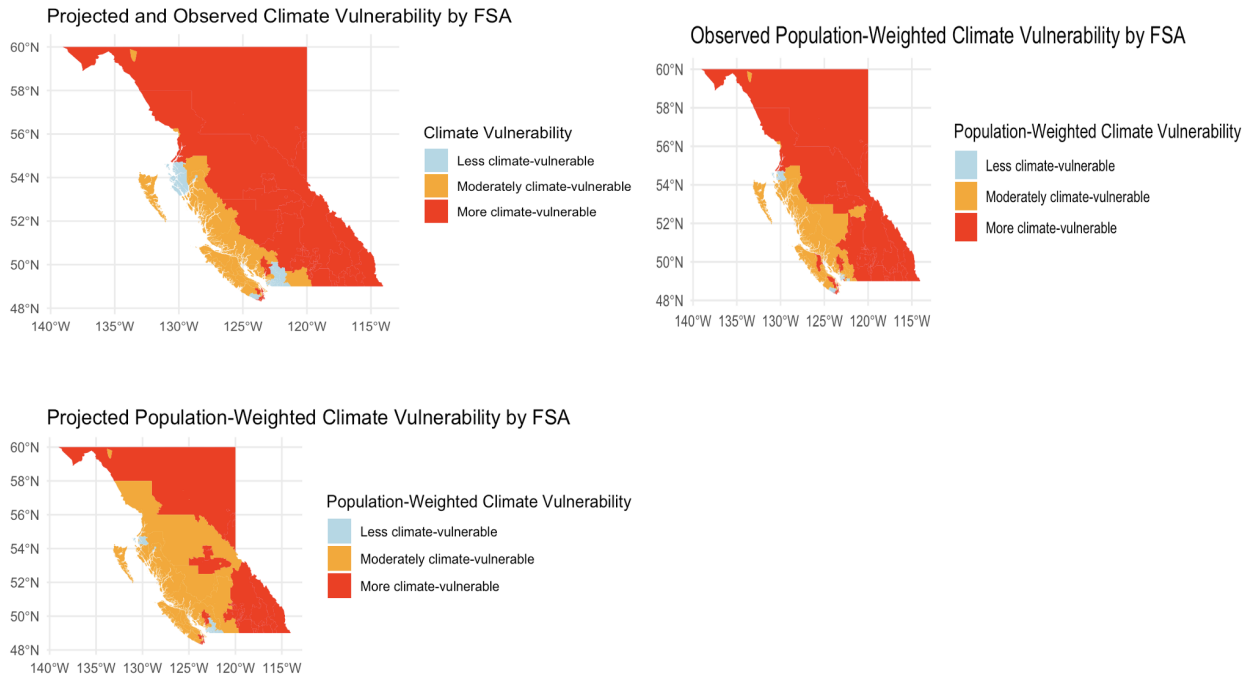 Projected and Observed Climate Vulnerability by FSA
60°N
58°N
56°N
54°N
52°N
50°N
48°N
140°W 135°W 130°W 125°W 120°W 115°W
Climate Vulnerability
Less climate-vulnerable
Moderately climate-vulnerable
More climate-vulnerable
Observed Population-Weighted Climate Vulnerability by FSA
60°N
58°N
56°N
54°N
52°N
50°N
48°N
140°W 135°W 130°W 125°W 120°W 115°W
Population-Weighted Climate Vulnerability
Less climate-vulnerable
Moderately climate-vulnerable
More climate-vulnerable
Projected Population-Weighted Climate Vulnerability by FSA
60°N
58°N
56°N
54°N
52°N
50°N
48°N
140°W 135°W 130°W 125°W 120°W 115°W
Population-Weighted Climate Vulnerability
Less climate-vulnerable
Moderately climate-vulnerable
More climate-vulnerable